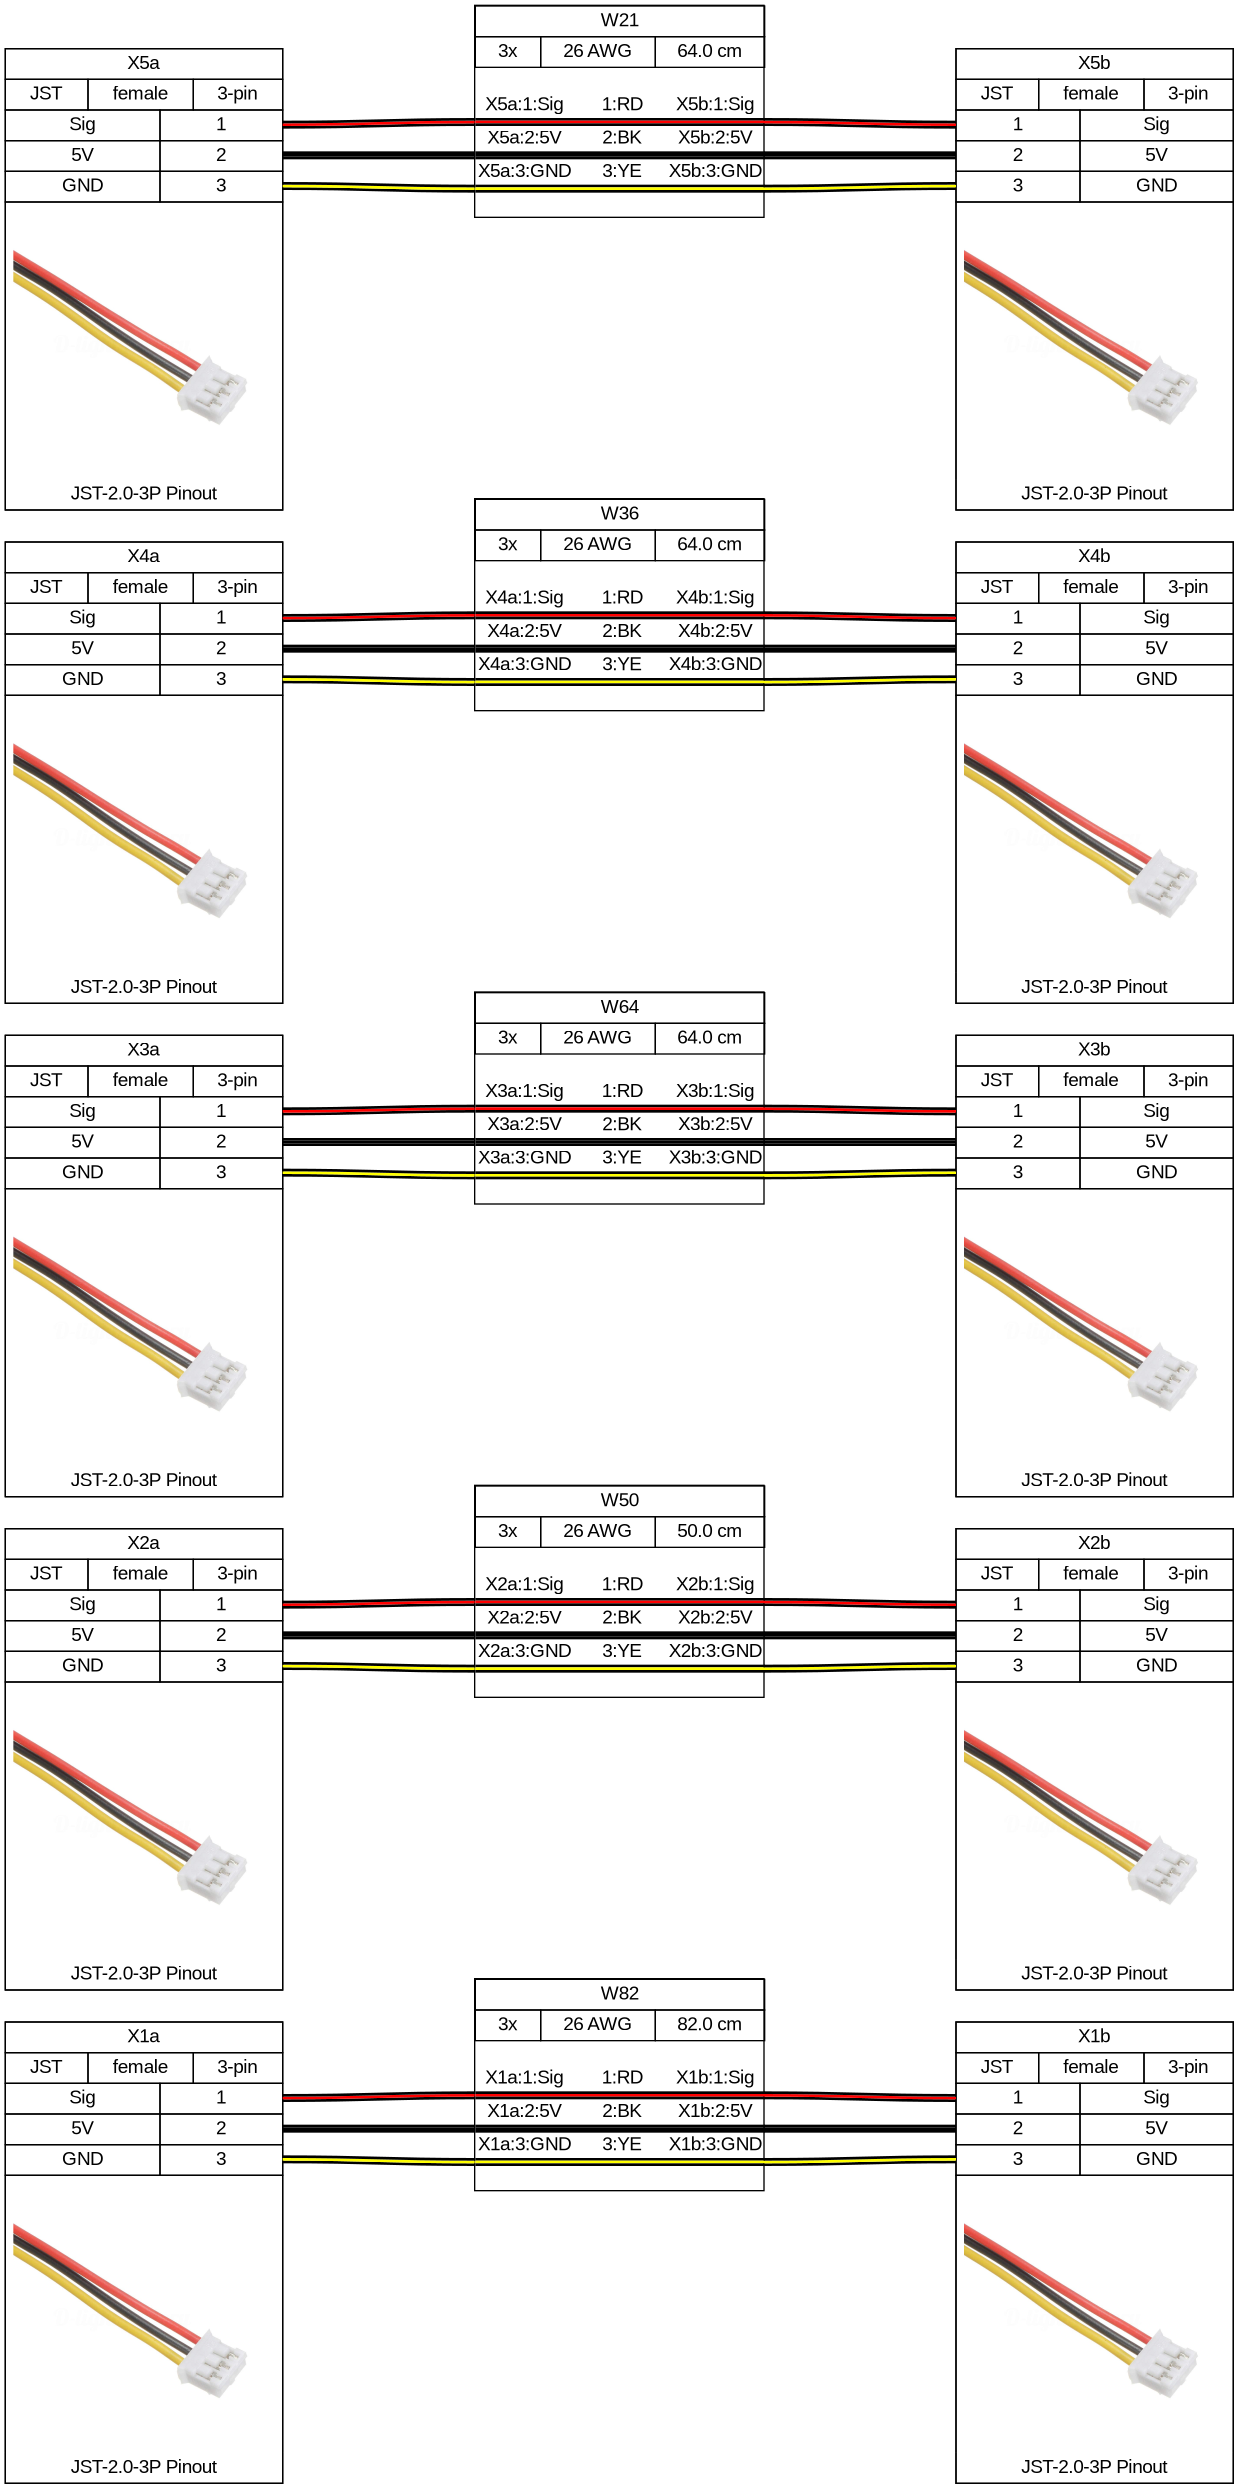 W21
3x 26 AWG 64.0 cm
X5a
JST female 3-pin
Sig 1
5V 2
GND 3
JST-2.0-3P Pinout
X5a:1:Sig 1:RD X5b:1:Sig
X5a:2:5V 2:BK X5b:2:5V
X5a:3:GND 3:YE X5b:3:GND
X5b
JST female 3-pin
1 Sig
2 5V
3 GND
JST-2.0-3P Pinout
W36
3x 26 AWG 64.0 cm
X4a
JST female 3-pin
Sig 1
5V 2
GND 3
JST-2.0-3P Pinout
X4a:1:Sig 1:RD X4b:1:Sig
X4a:2:5V 2:BK X4b:2:5V
X4a:3:GND 3:YE X4b:3:GND
X4b
JST female 3-pin
1 Sig
2 5V
3 GND
JST-2.0-3P Pinout
W64
3x 26 AWG 64.0 cm
X3a
JST female 3-pin
Sig 1
5V 2
GND 3
JST-2.0-3P Pinout
X3a:1:Sig 1:RD X3b:1:Sig
X3a:2:5V 2:BK X3b:2:5V
X3a:3:GND 3:YE X3b:3:GND
X3b
JST female 3-pin
1 Sig
2 5V
3 GND
JST-2.0-3P Pinout
W50
3x 26 AWG 50.0 cm
X2a
JST female 3-pin
Sig 1
5V 2
GND 3
JST-2.0-3P Pinout
X2a:1:Sig 1:RD X2b:1:Sig
X2a:2:5V 2:BK X2b:2:5V
X2a:3:GND 3:YE X2b:3:GND
X2b
JST female 3-pin
1 Sig
2 5V
3 GND
JST-2.0-3P Pinout
W82
3x 26 AWG 82.0 cm
X1a
JST female 3-pin
Sig 1
5V 2
GND 3
JST-2.0-3P Pinout
X1a:1:Sig 1:RD X1b:1:Sig
X1a:2:5V 2:BK X1b:2:5V
X1a:3:GND 3:YE X1b:3:GND
X1b
JST female 3-pin
1 Sig
2 5V
3 GND
JST-2.0-3P Pinout